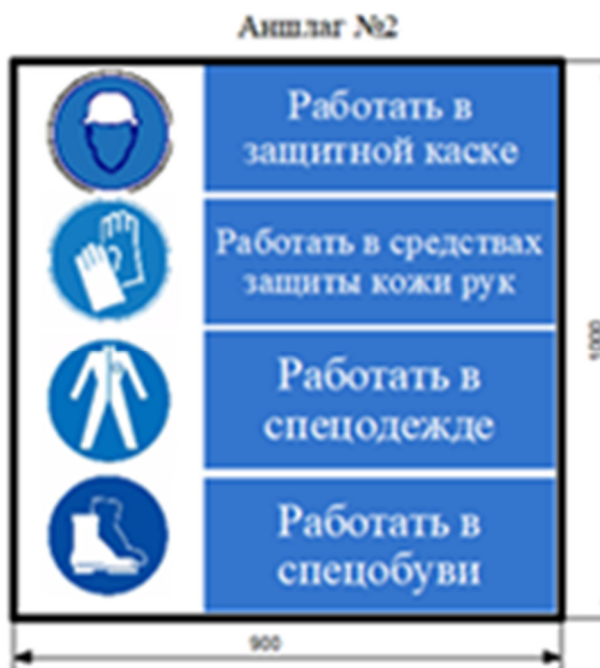 Аншлаг №2
Работать в
защитной каске
Работать в средствах
защиты кожи рук
Работать в
спецодежде
Работать в
спецобуви
1000
900